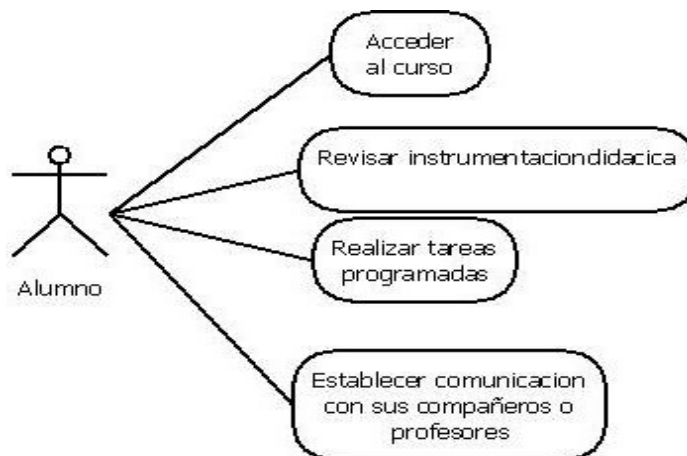 Acceder
al curso
Revisar instrumentaciondidacica
Realizar tareas
programadas
Alumno
Establecer comunicacion
con sus compañeros o
profesores